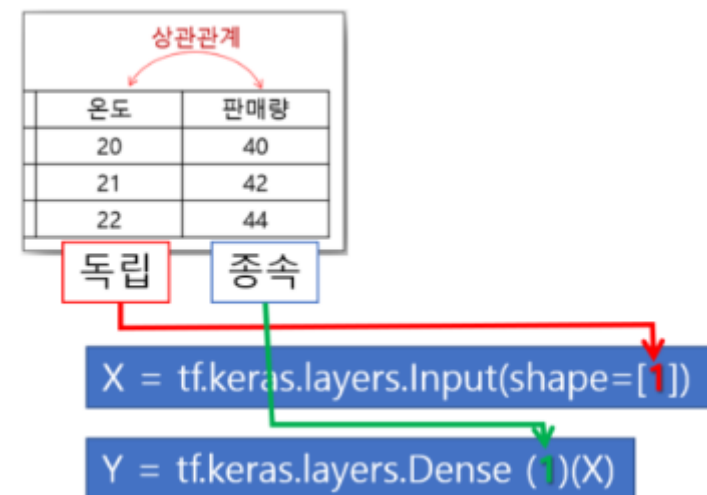 상관관계
온도 판매량
20 40
21 42
22 44
독립 종속
X = tf.keras.layers.Input(shape=[1])
Y = tf.keras.layers.Dense (1)(X)